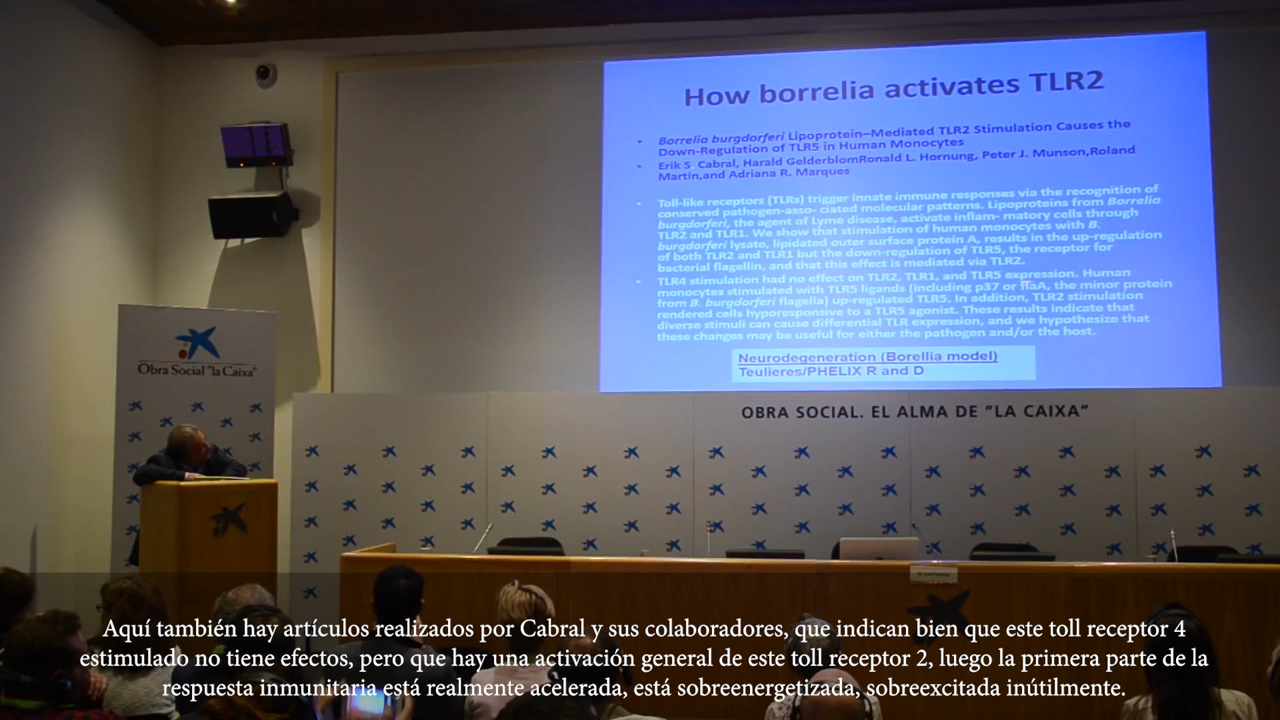 How borrelia activates TLR2
• Borrelia burgdorferi Lipoprotein–Mediated TLR2 Stimulation Causes the
Down-Regulation of TLR5 in Human Monocytes
• Erik S. Cabral, Harald GelderblomRonald L. Hornung, Peter J. Munson,Roland
Martin,and Adriana R. Marques
• Toll-like receptors (TLRs) trigger innate immune responses via the recognition of
conserved pathogen-asso- ciated molecular patterns. Lipoproteins from Borrelia
burgdorferi, the agent of Lyme disease, activate inflam- matory cells through
TLR2 and TLR1. We show that stimulation of human monocytes with B.
burgdorferi lysate, lipidated outer surface protein A, results in the up-regulation
of both TLR2 and TLR1 but the down-regulation of TLR5, the receptor for
bacterial flagellin, and that this effect is mediated via TLR2.
• TLR4 stimulation had no effect on TLR2, TLR1, and TLR5 expression. Human
monocytes stimulated with TLR5 ligands (including p37 or flaA, the minor protein
from B. burgdorferi flagella) up-regulated TLR5. In addition, TLR2 stimulation
rendered cells hyporesponsive to a TLR5 agonist. These results indicate that
diverse stimuli can cause differential TLR expression, and we hypothesize that
these changes may be useful for either the pathogen and/or the host.
Neurodegeneration (Borellia model)
Teulieres/PHELIX R and D
Obra Social "la Caixa"
OBRA SOCIAL. EL ALMA DE "LA CAIXA"
Aquí también hay artículos realizados por Cabral y sus colaboradores, que indican bien que este toll receptor 4
estimulado no tiene efectos, pero que hay una activación general de este toll receptor 2, luego la primera parte de la
respuesta inmunitaria está realmente acelerada, está sobreenergetizada, sobreexcitada inútilmente.